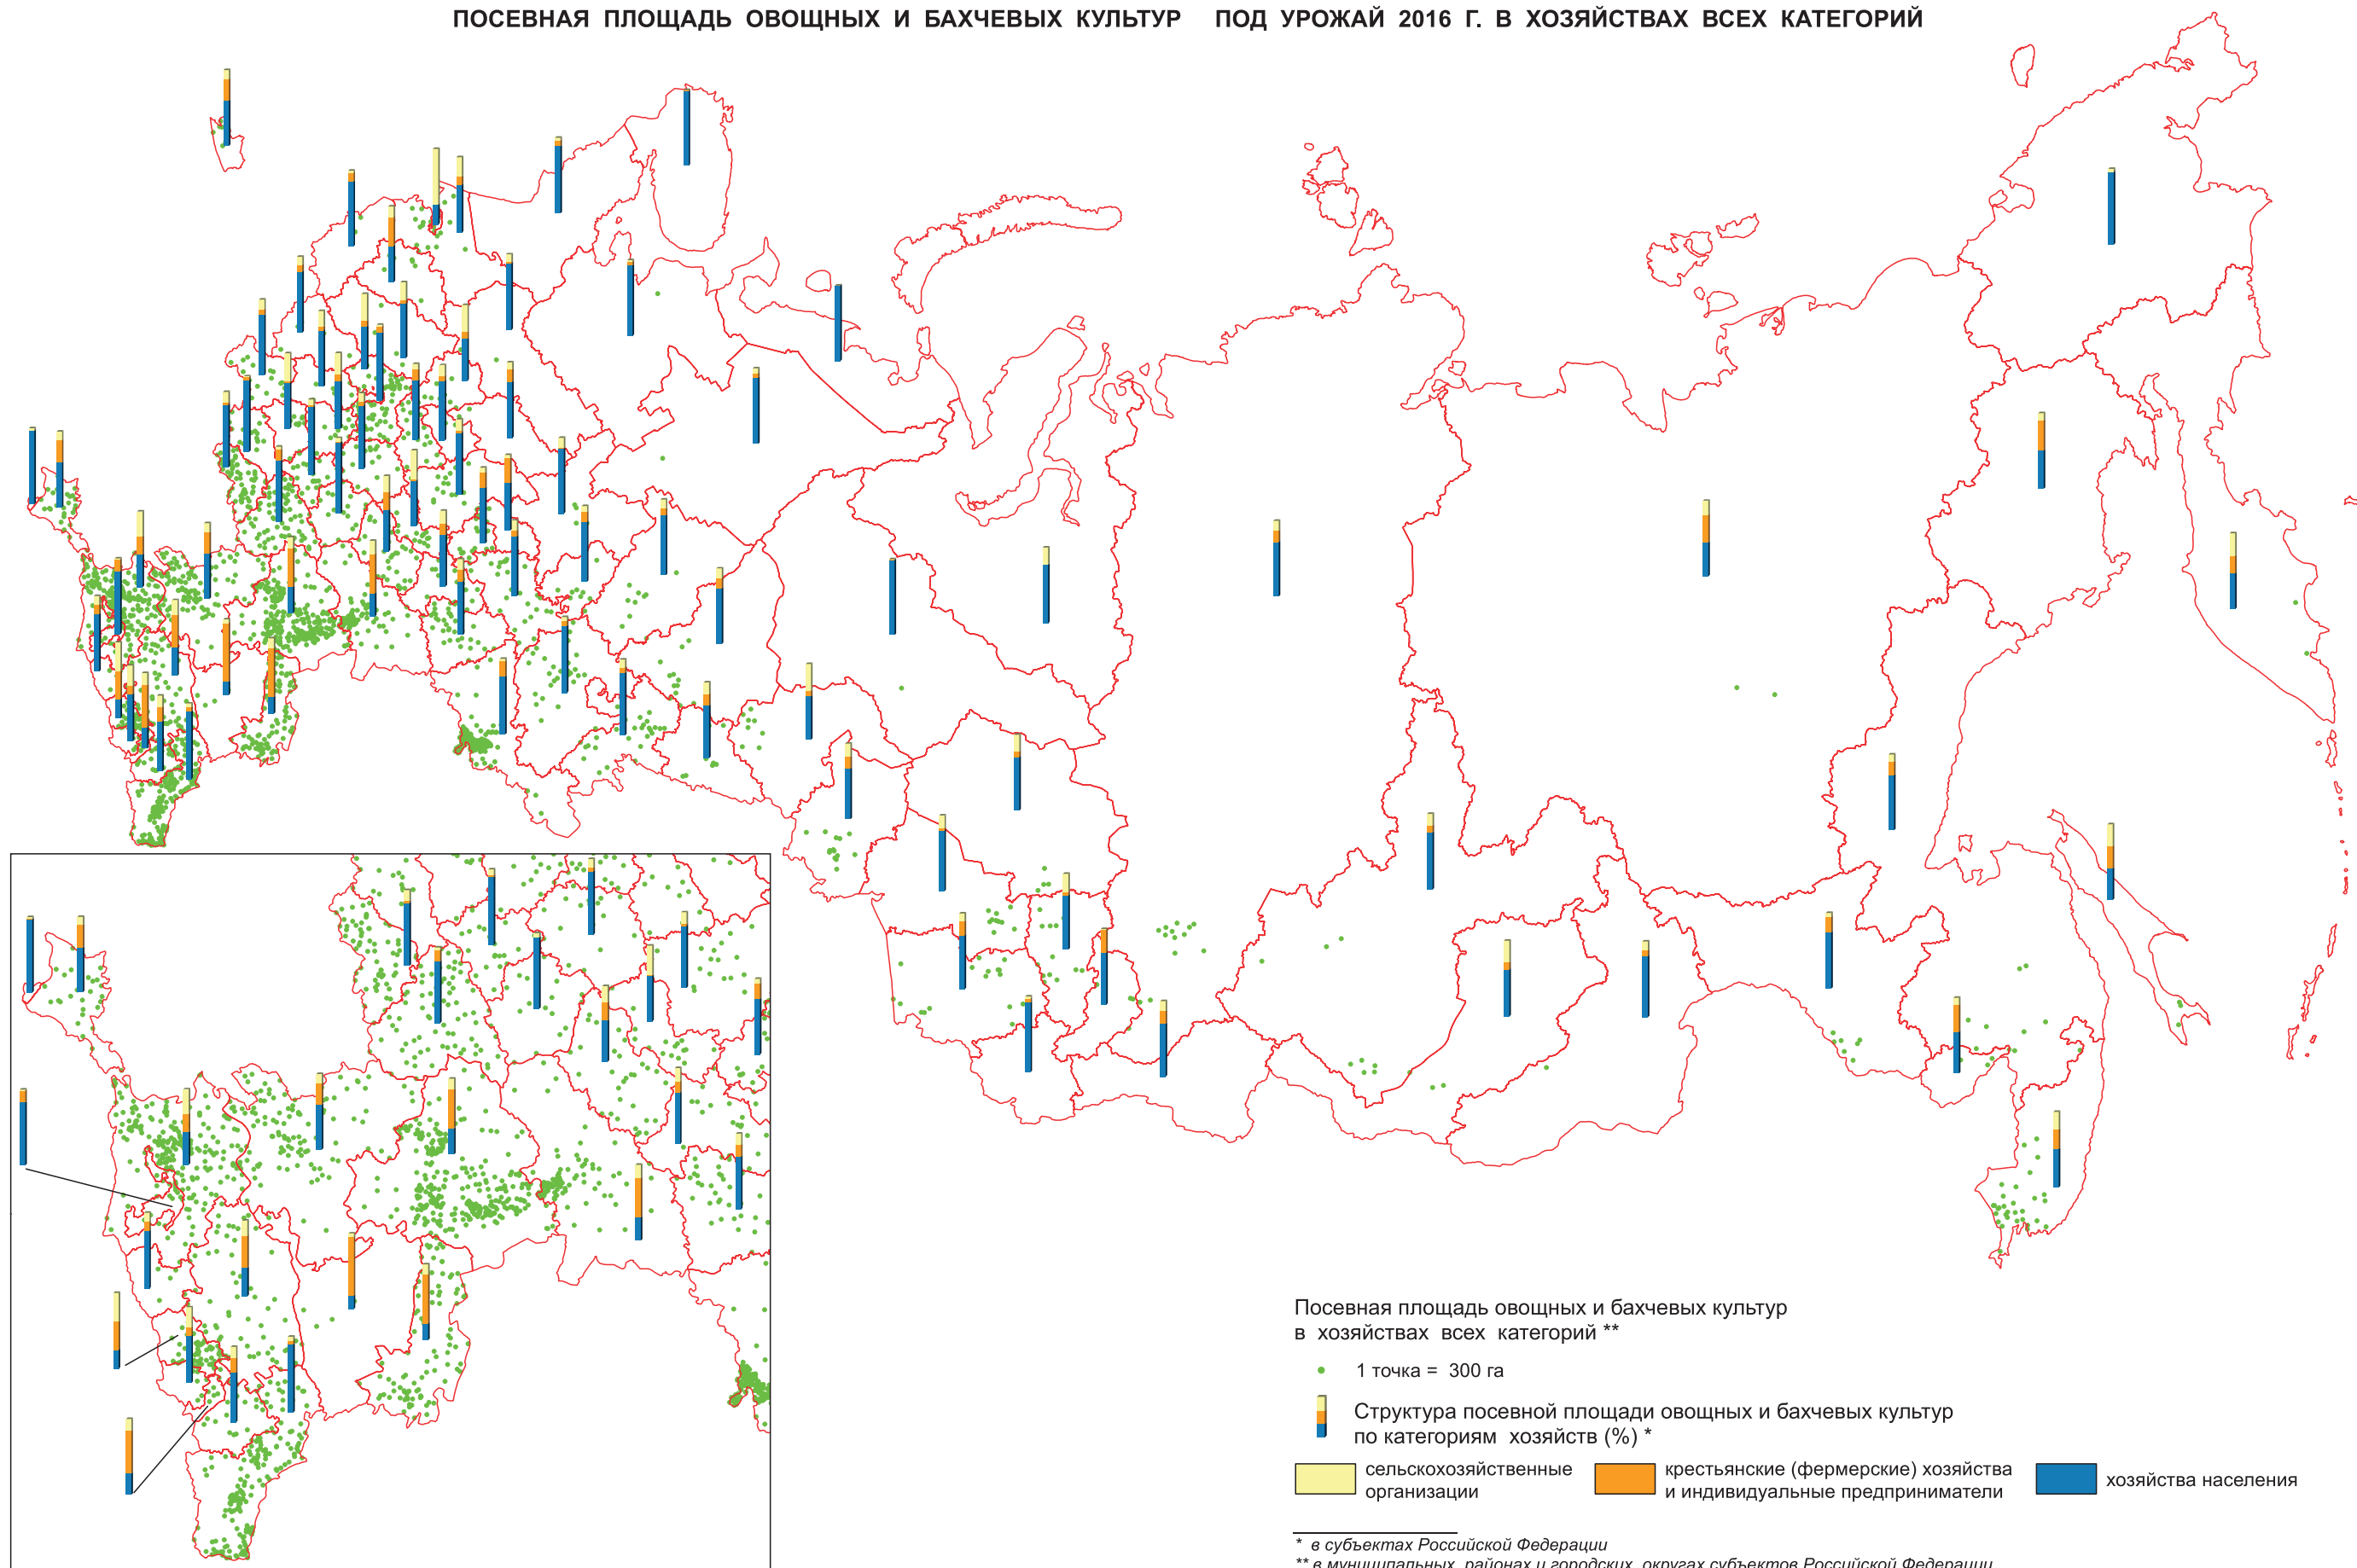 ПОСЕВНАЯ ПЛОЩАДЬ ОВОЩНЫХ И БАХЧЕВЫХ КУЛЬТУР ПОД УРОЖАЙ 2016 Г. В ХОЗЯЙСТВАХ ВСЕХ КАТЕГОРИЙ
Посевная площадь овощных и бахчевых культур
в хозяйствах всех категорий **
1 точка = 300 га
Структура посевной площади овощных и бахчевых культур
по категориям хозяйств (%) *
сельскохозяйственные
организации
крестьянские (фермерские) хозяйства
и индивидуальные предприниматели
хозяйства населения
* в субъектах Российской Федерации
** в муниципальных районах и городских округах субъектов Российской Федерации